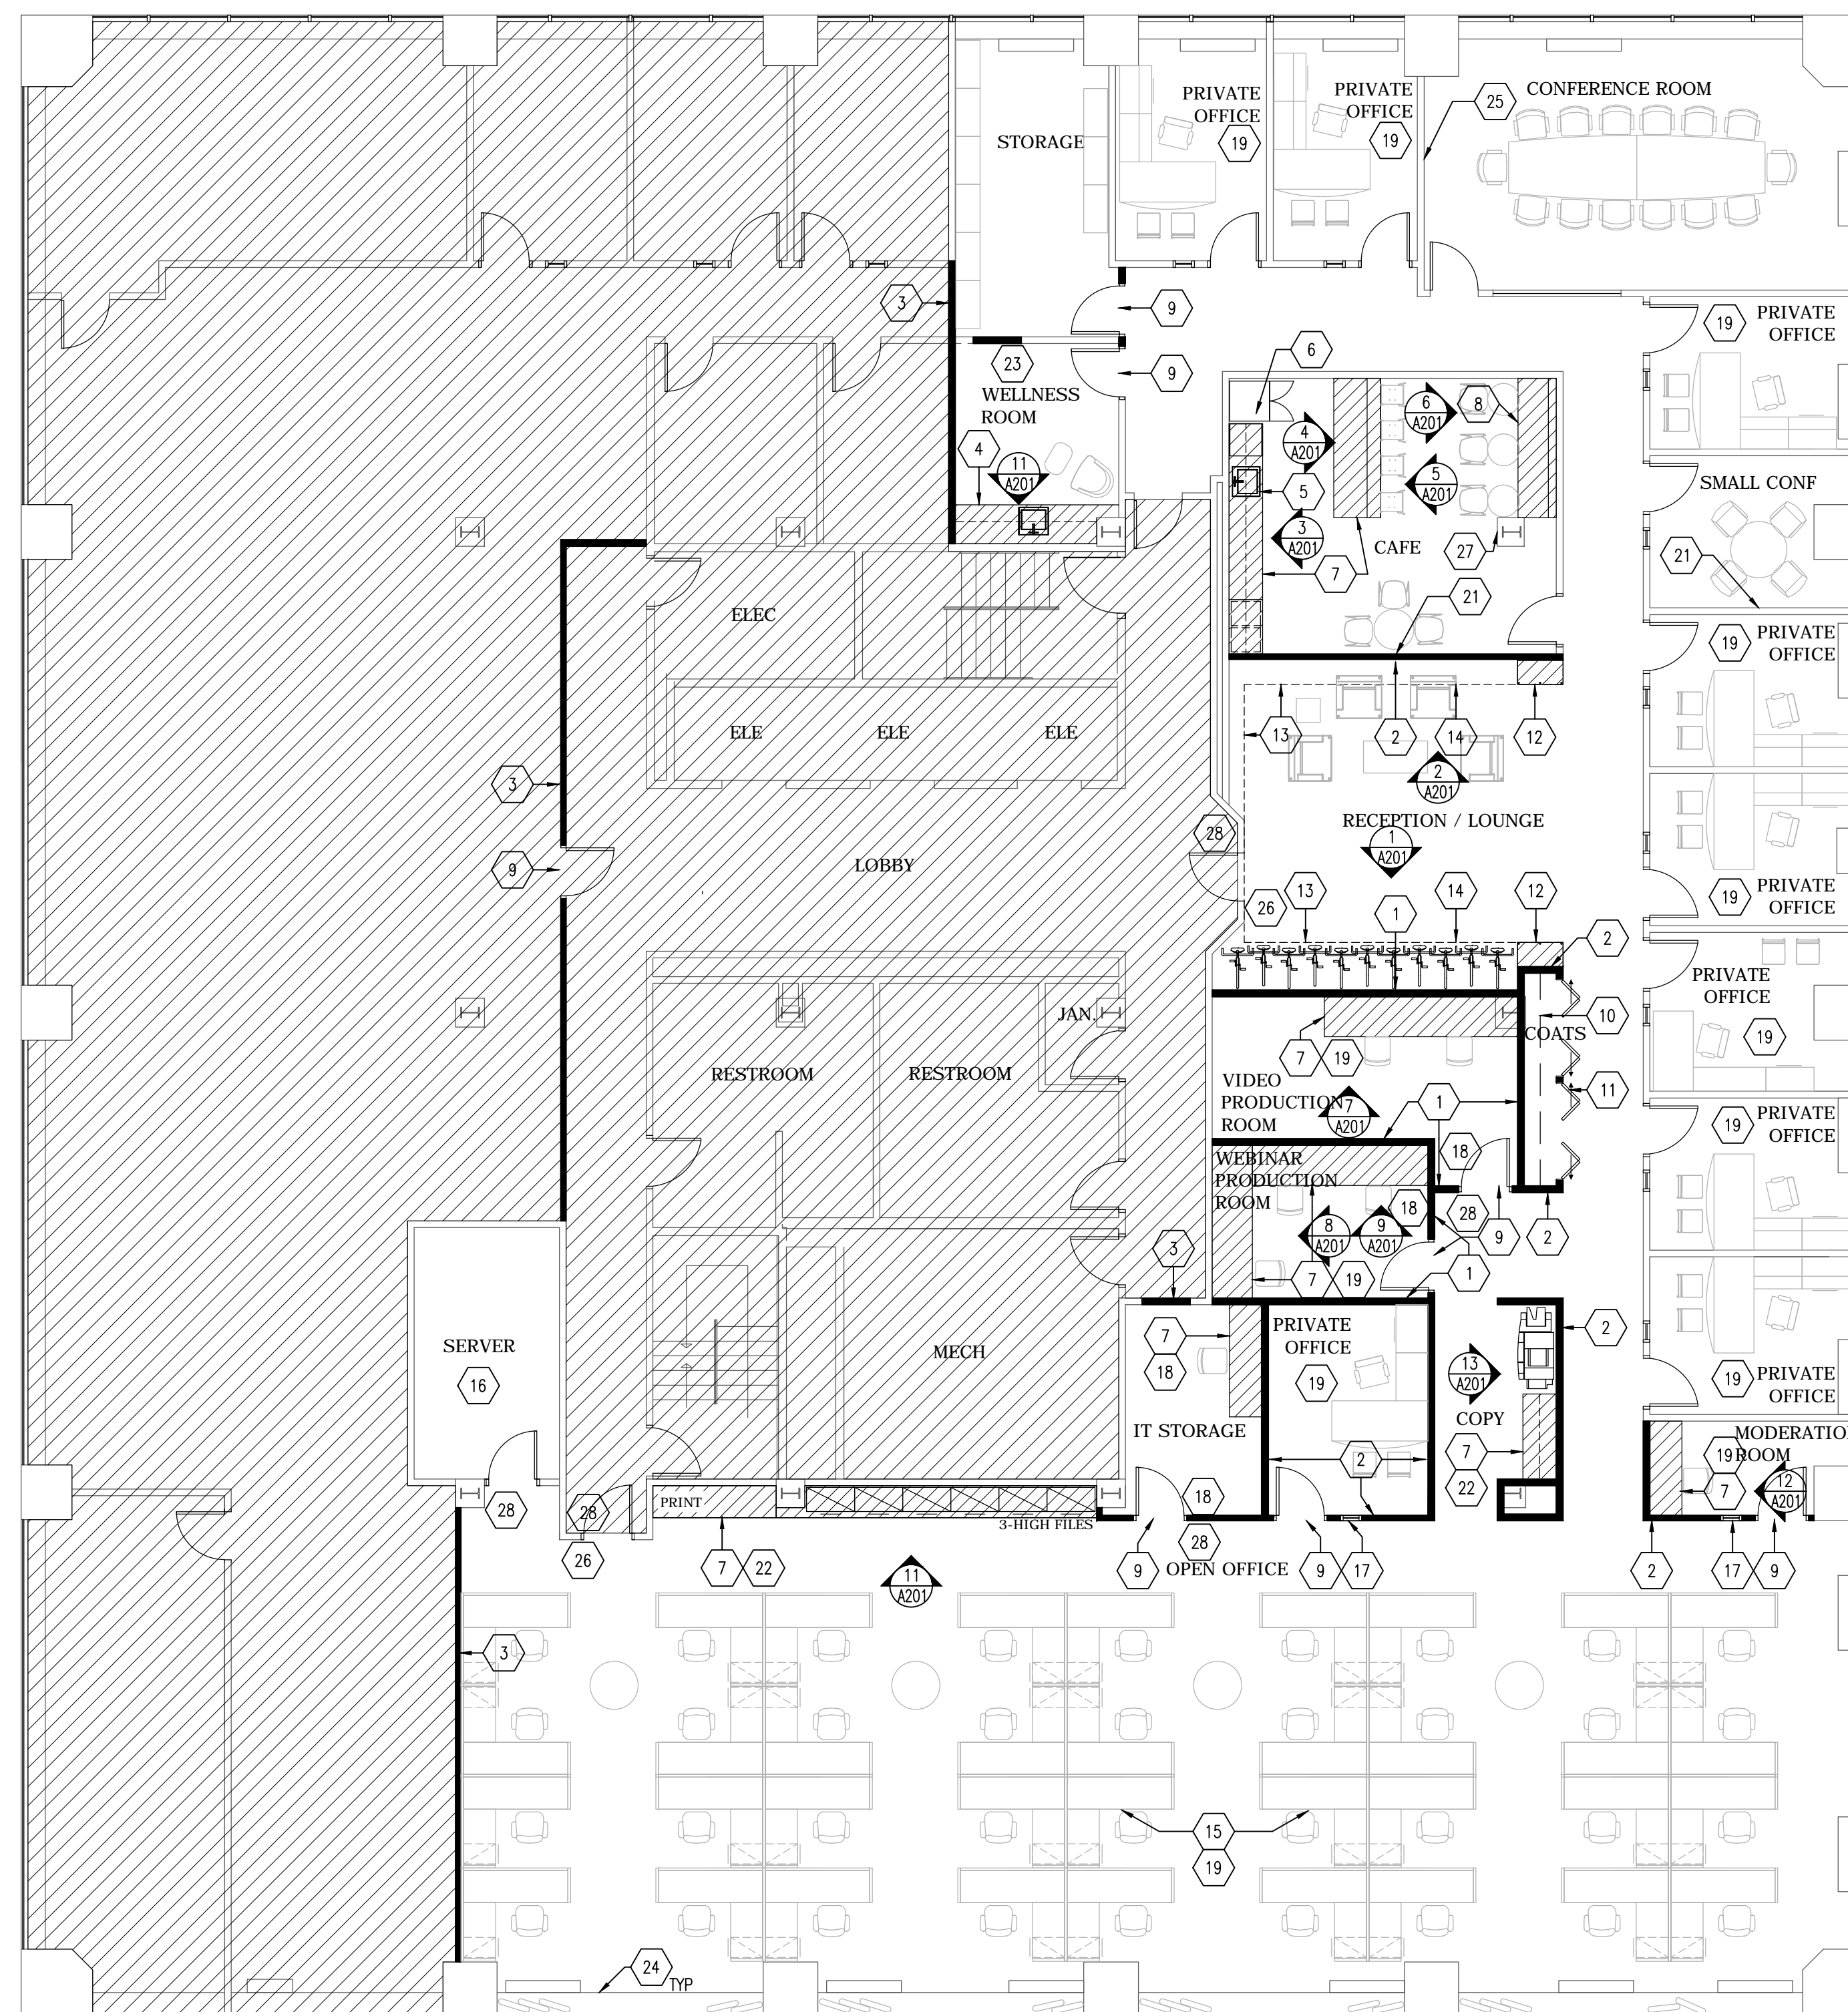 PRIVATE
OFFICE
19
PRIVATE
OFFICE
19
25
CONFERENCE ROOM
STORAGE
3
9
19
PRIVATE
OFFICE
6
23
9
WELLNESS
ROOM
4
11
A201
4
A201
6
A201
8
5
A201
5
3
A201
CAFE
27
7
21
SMALL CONF
21
ELEC
19
PRIVATE
OFFICE
ELE
ELE
ELE
13
2
14
12
2
A201
3
28
RECEPTION / LOUNGE
1
A201
LOBBY
9
26
13
1
14
12
2
19
PRIVATE
OFFICE
PRIVATE
OFFICE
19
JAN.
10
COATS
RESTROOM
RESTROOM
7
19
VIDEO
PRODUCTION
ROOM
7
A201
1
11
18
19
PRIVATE
OFFICE
WEBINAR
PRODUCTION
ROOM
18
28
8
A201
9
A201
9
2
3
7
19
1
SERVER
16
MECH
7
18
PRIVATE
OFFICE
19
2
13
A201
COPY
7
22
IT STORAGE
2
19
PRIVATE
OFFICE
MODERATIO
ROOM
19
7
12
A201
28
28
PRINT
18
3-HIGH FILES
28
26
7
22
11
A201
9
OPEN OFFICE
9
17
2
17
9
3
15
19
24
TYP